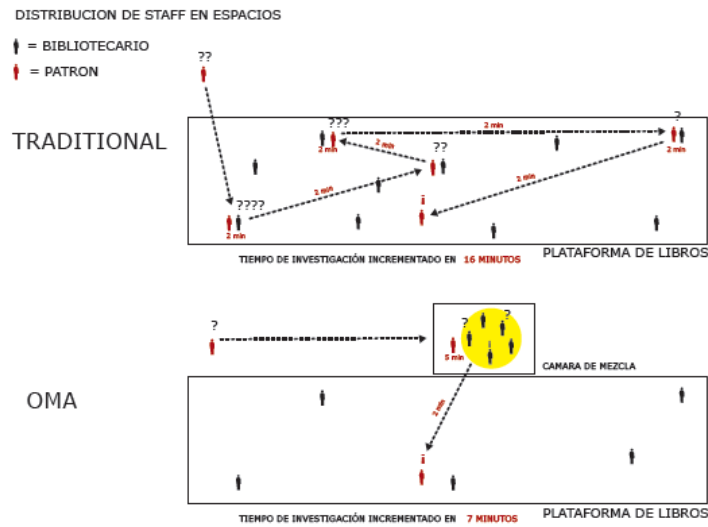 DISTRIBUCION DE STAFF EN ESPACIOS
= BIBLIOTECARIO
= PATRON
??
TRADITIONAL
???
2 min
?
2 min
2 min
??
2 min
2 min
2 min
????
2 min
2 min
i
TIEMPO DE INVESTIGACIÓN INCREMENTADO EN 16 MINUTOS
PLATAFORMA DE LIBROS
?
?
?
i
5 min
CAMARA DE MEZCLA
OMA
2 min
i
TIEMPO DE INVESTIGACIÓN INCREMENTADO EN 7 MINUTOS
PLATAFORMA DE LIBROS